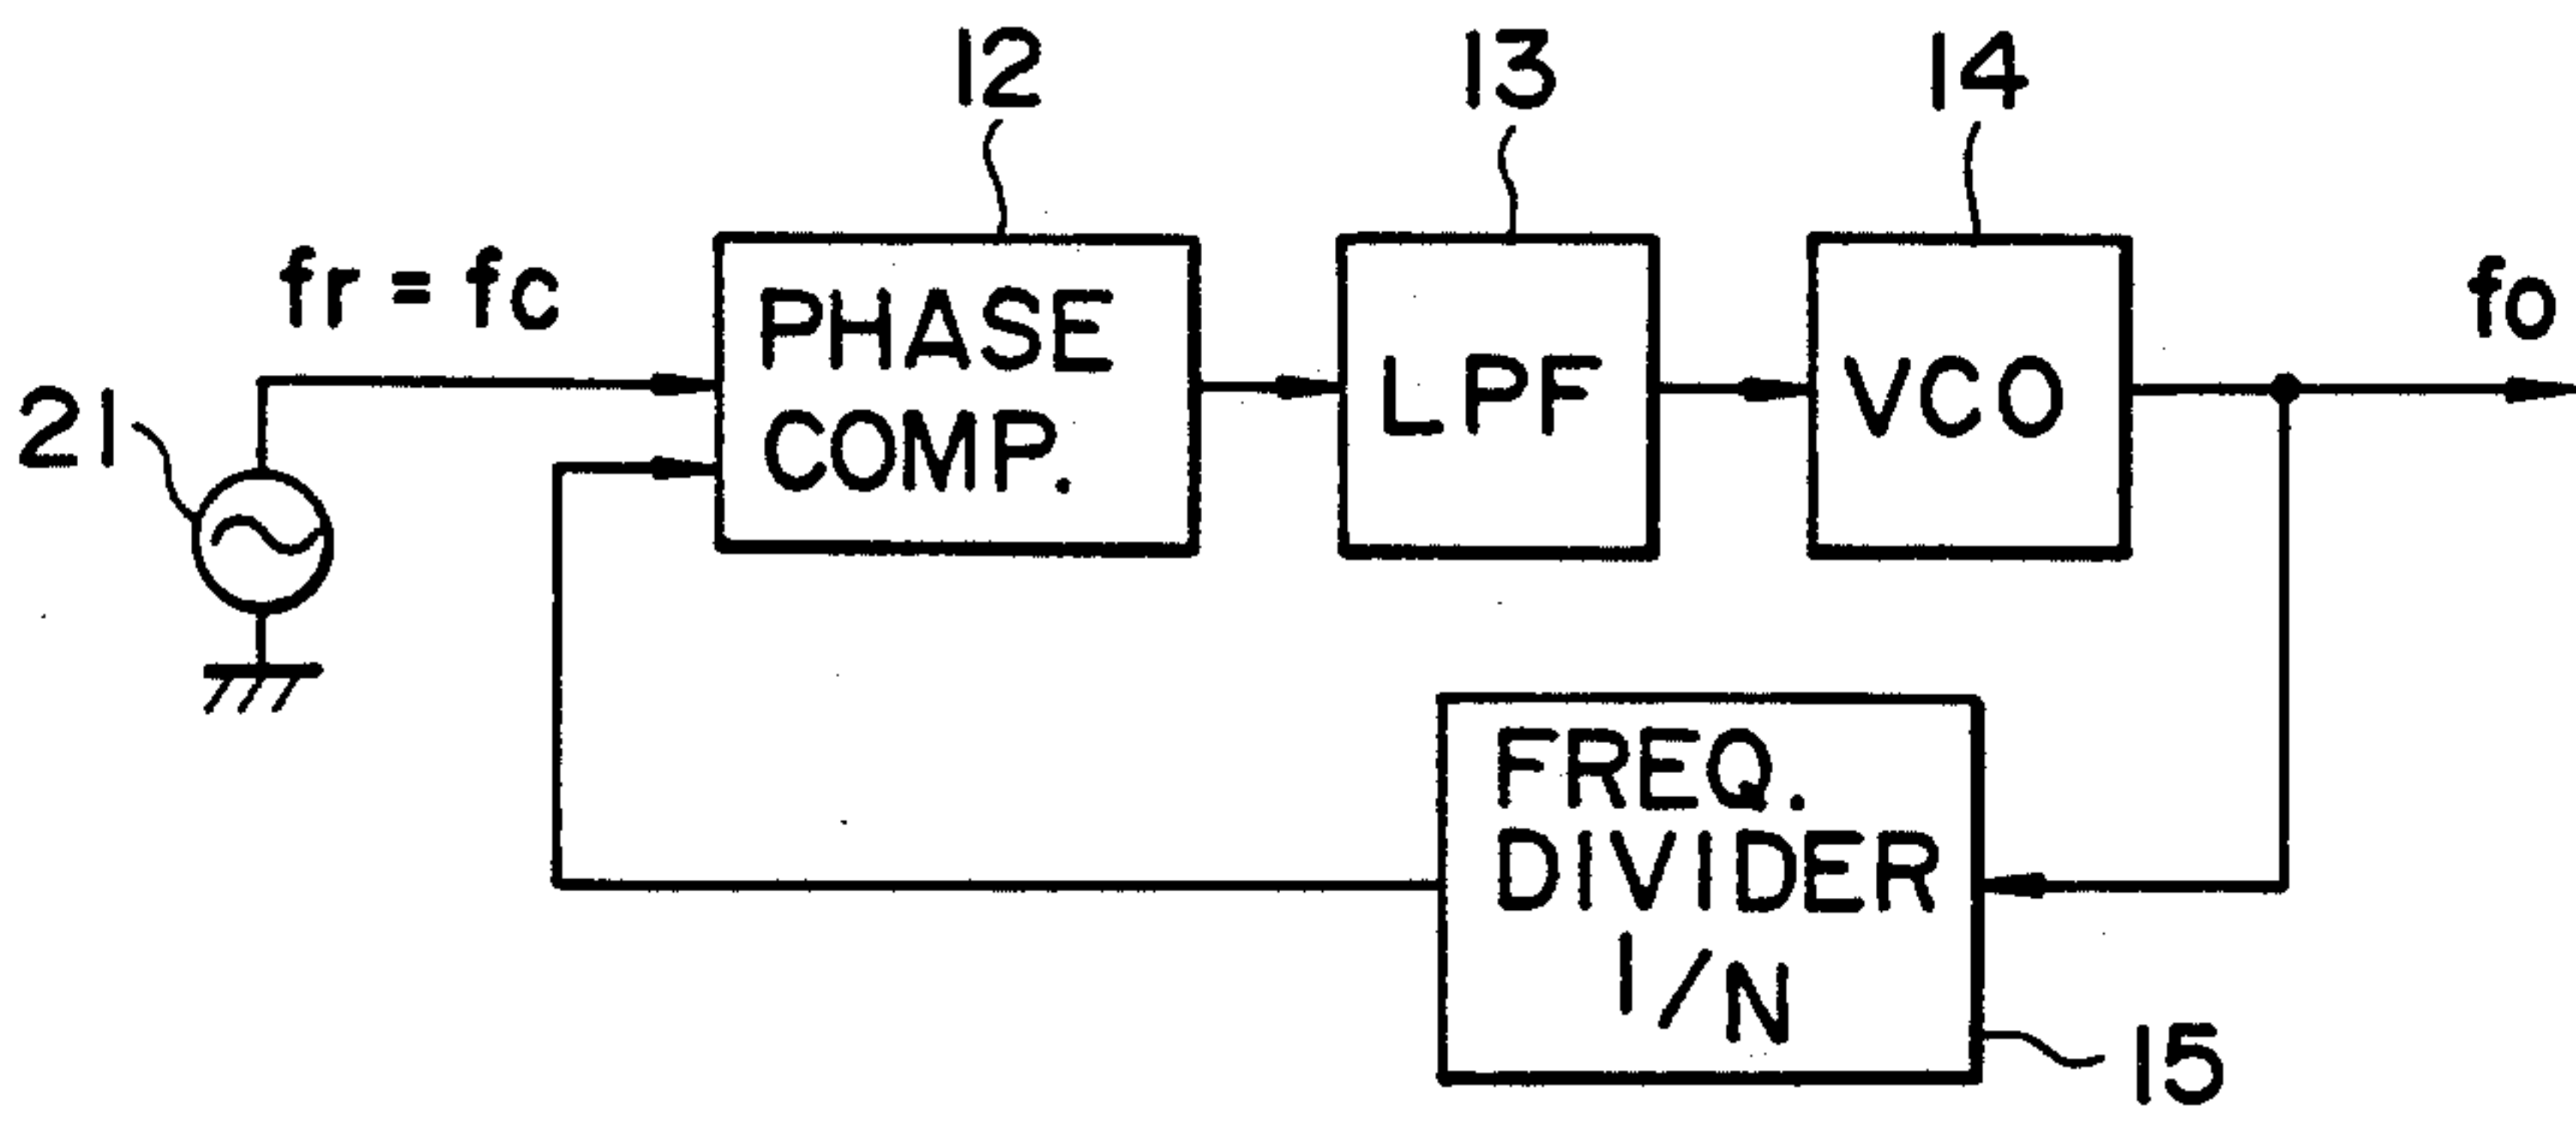 12
13
14
fr = fc
fo
PHASE
COMP.
LPF
VCO
21
FREQ.
DIVIDER
1/N
15